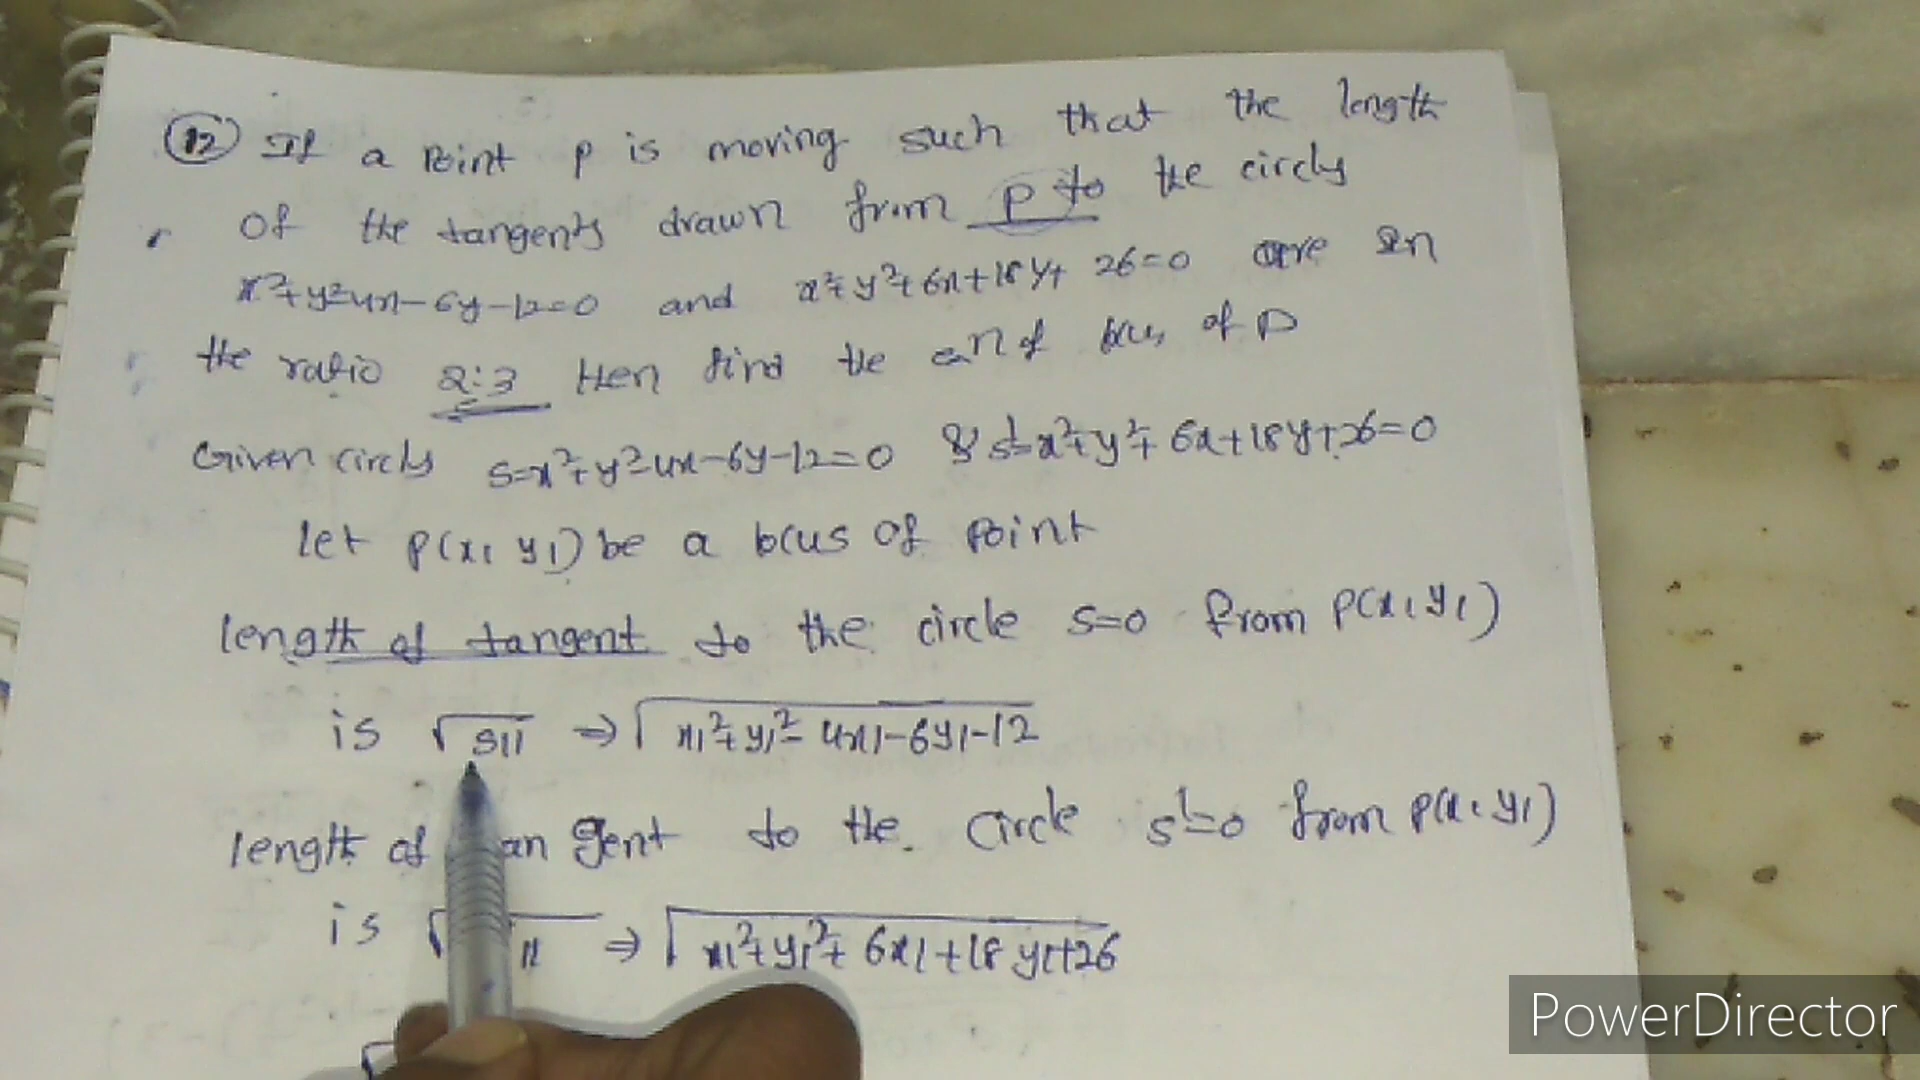 12 If a Point P is moving such that the length
of the tangents drawn from P to the circles
x²+y²-4x-6y-12=0 and x²+y²+6x+18y+26=0 are in
the ratio 2:3 then find the eqn of locus of P
Given circles S=x²+y²-4x-6y-12=0 & S'=x²+y²+6x+18y+26=0
let P(x1 y1) be a locus of Point
length of tangent to the circle S=0 from P(x1 y1)
is √S11 ⇒ √x1²+y1²-4x1-6y1-12
length of tangent to the circle S'=0 from P(x1 y1)
is √ 11 ⇒ √x1²+y1²+6x1+18y1+26
PowerDirector